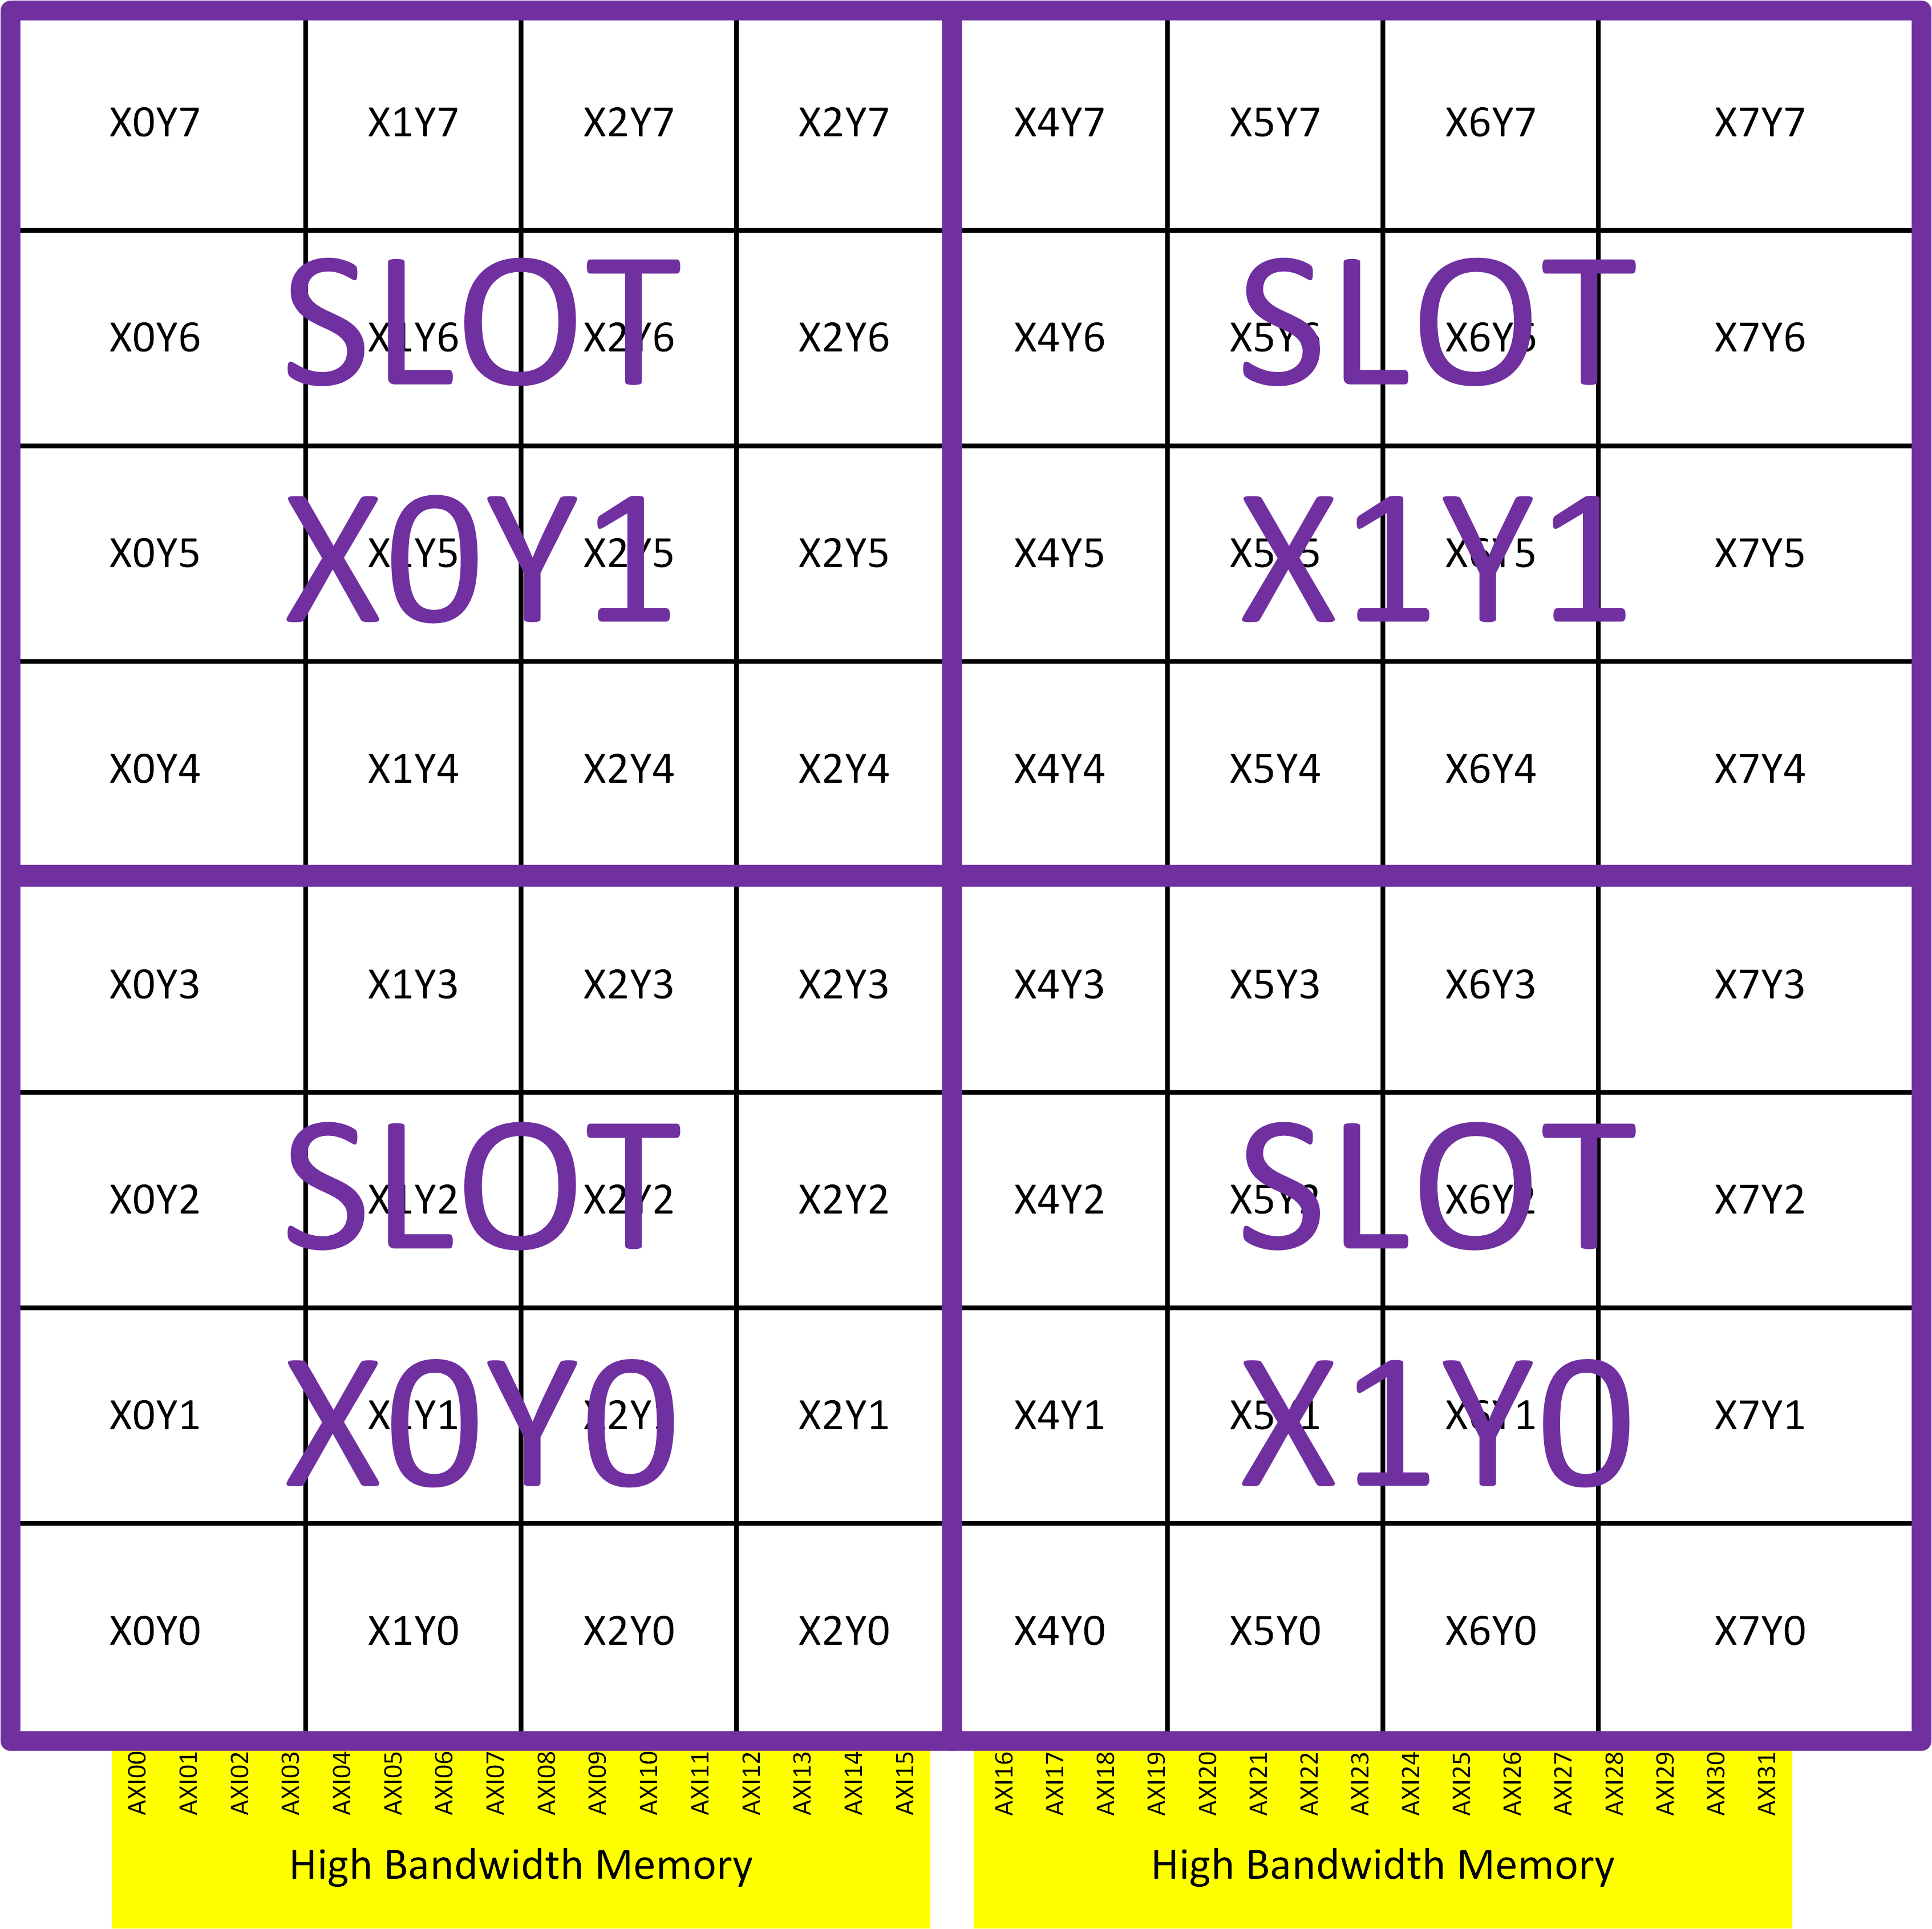 X0Y7 X1Y7 X2Y7 X2Y7 X4Y7 X5Y7 X6Y7 X7Y7
SLOT SLOT
X0Y6 X1Y6 X2Y6 X2Y6 X4Y6 X5Y6 X6Y6 X7Y6
X0Y1 X1Y1
X0Y5 X1Y5 X2Y5 X2Y5 X4Y5 X5Y5 X6Y5 X7Y5
X0Y4 X1Y4 X2Y4 X2Y4 X4Y4 X5Y4 X6Y4 X7Y4
X0Y3 X1Y3 X2Y3 X2Y3 X4Y3 X5Y3 X6Y3 X7Y3
SLOT SLOT
X0Y2 X1Y2 X2Y2 X2Y2 X4Y2 X5Y2 X6Y2 X7Y2
X0Y0 X1Y0
X0Y1 X1Y1 X2Y1 X2Y1 X4Y1 X5Y1 X6Y1 X7Y1
X0Y0 X1Y0 X2Y0 X2Y0 X4Y0 X5Y0 X6Y0 X7Y0
AXI00 AXI01 AXI02 AXI03 AXI04 AXI05 AXI06 AXI07 AXI08 AXI09 AXI10 AXI11 AXI12 AXI13 AXI14 AXI15 AXI16 AXI17 AXI18 AXI19 AXI20 AXI21 AXI22 AXI23 AXI24 AXI25 AXI26 AXI27 AXI28 AXI29 AXI30 AXI31
High Bandwidth Memory High Bandwidth Memory